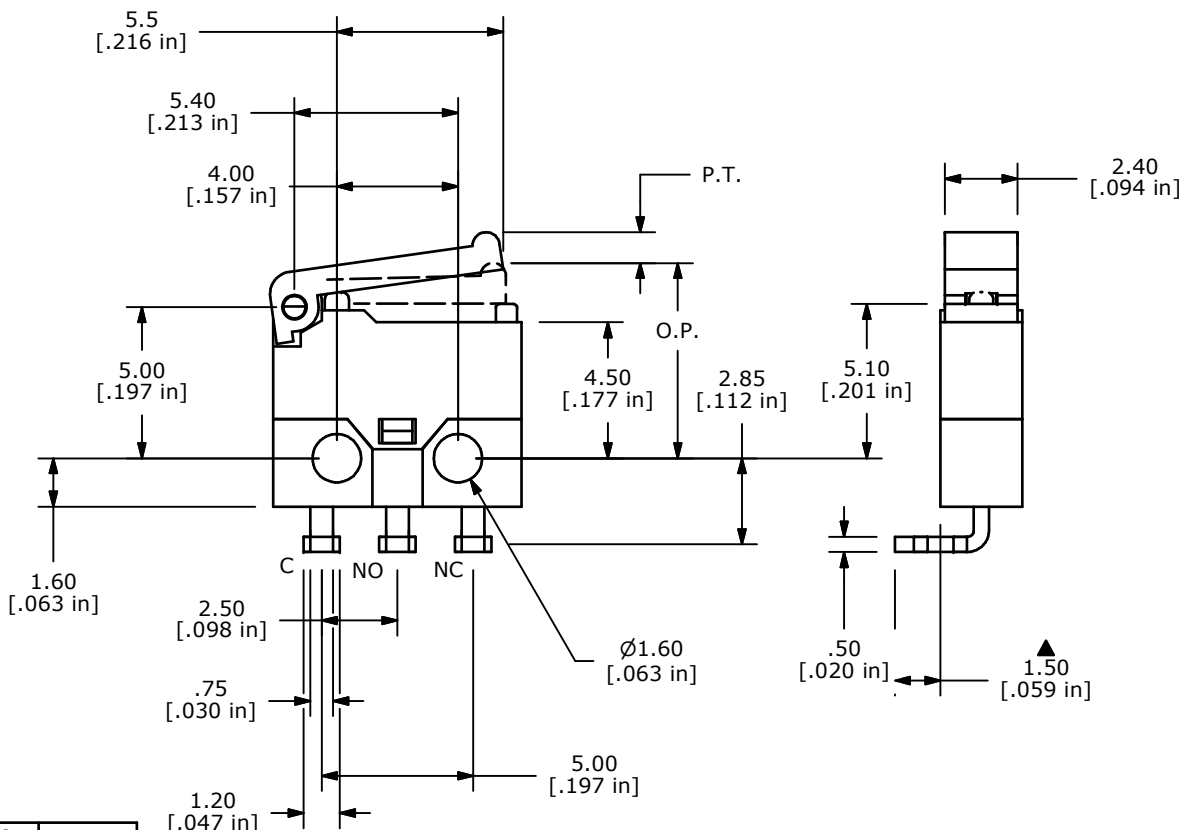 5.5
[.216 in]
5.40
[.213 in]
4.00
[.157 in]
P.T.
2.40
[.094 in]
5.00
[.197 in]
O.P.
4.50
[.177 in]
2.85
[.112 in]
5.10
[.201 in]
1.60
[.063 in]
C
NO
NC
2.50
[.098 in]
Ø1.60
[.063 in]
.50
[.020 in]
1.50
[.059 in]
.75
[.030 in]
5.00
[.197 in]
1.20
[.047 in]